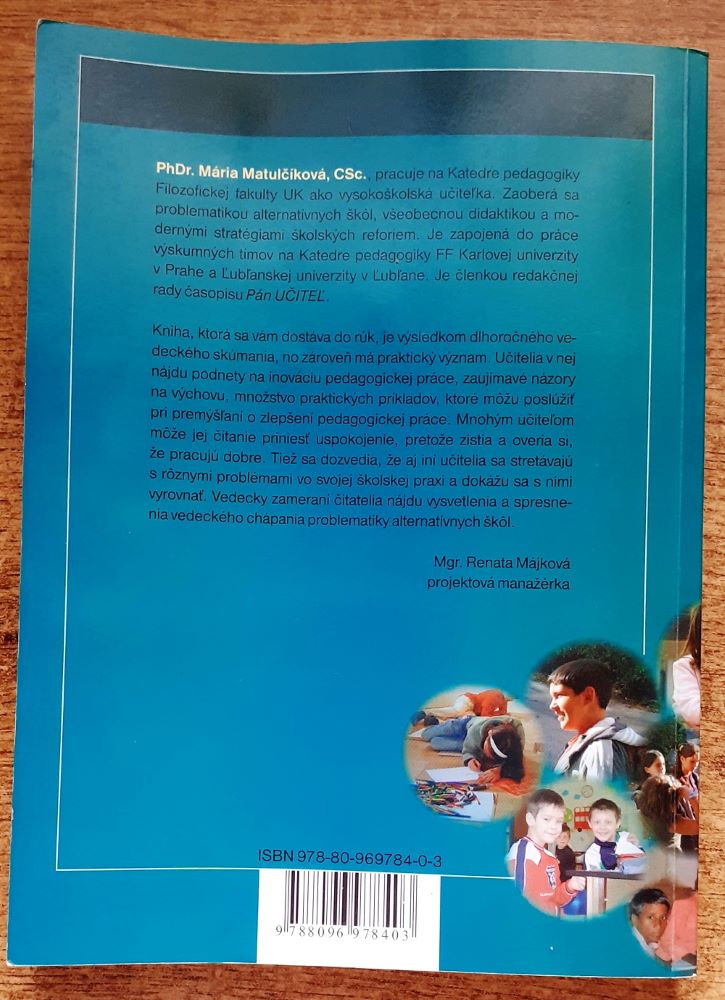 PhDr. Mária Matulčíková, CSc., pracuje na Katedre pedagogiky
Filozofickej fakulty UK ako vysokoškolská učiteľka. Zaoberá sa
problematikou alternatívnych škôl, všeobecnou didaktikou a mo-
dernými stratégiami školských reforiem. Je zapojená do práce
výskumných tímov na Katedre pedagogiky FF Karlovej univerzity
v Prahe a Ľubľanskej univerzity v Ľubľane. Je členkou redakčnej
rady časopisu Pán UČITEĽ.
Kniha, ktorá sa vám dostáva do rúk, je výsledkom dlhoročného ve-
deckého skúmania, no zároveň má praktický význam. Učitelia v nej
nájdu podnety na inováciu pedagogickej práce, zaujímavé názory
na výchovu, množstvo praktických príkladov, ktoré môžu poslúžiť
pri premýšľaní o zlepšení pedagogickej práce. Mnohým učiteľom
môže jej čítanie priniesť uspokojenie, pretože zistia a overia si,
že pracujú dobre. Tiež sa dozvedia, že aj iní učitelia sa stretávajú
s rôznymi problémami vo svojej školskej praxi a dokážu sa s nimi
vyrovnať. Vedecky zameraní čitatelia nájdu vysvetlenia a spresne-
nia vedeckého chápania problematiky alternatívnych škôl.
Mgr. Renata Májková
projektová manažérka
ISBN 978-80-969784-0-3
9 788096 978403